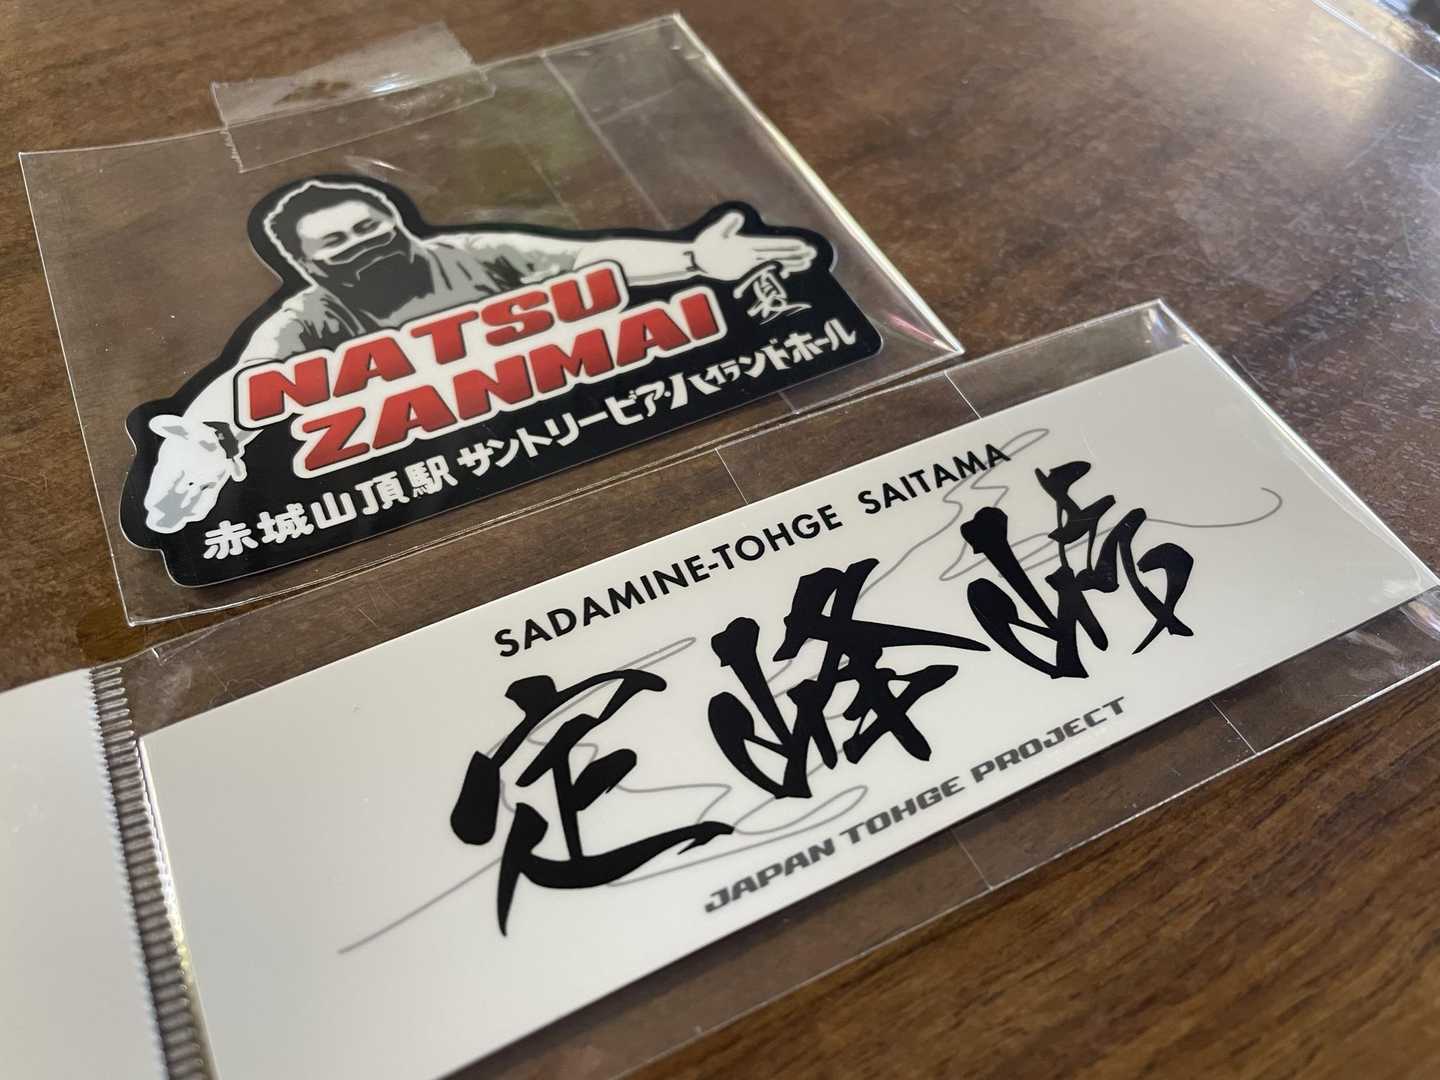 NATSU
ZANMAI
夏
赤城山頂駅 サントリービア・ハイランドホール
SADAMINE-TOHGE SAITAMA
定峰峠
JAPAN TOHGE PROJECT